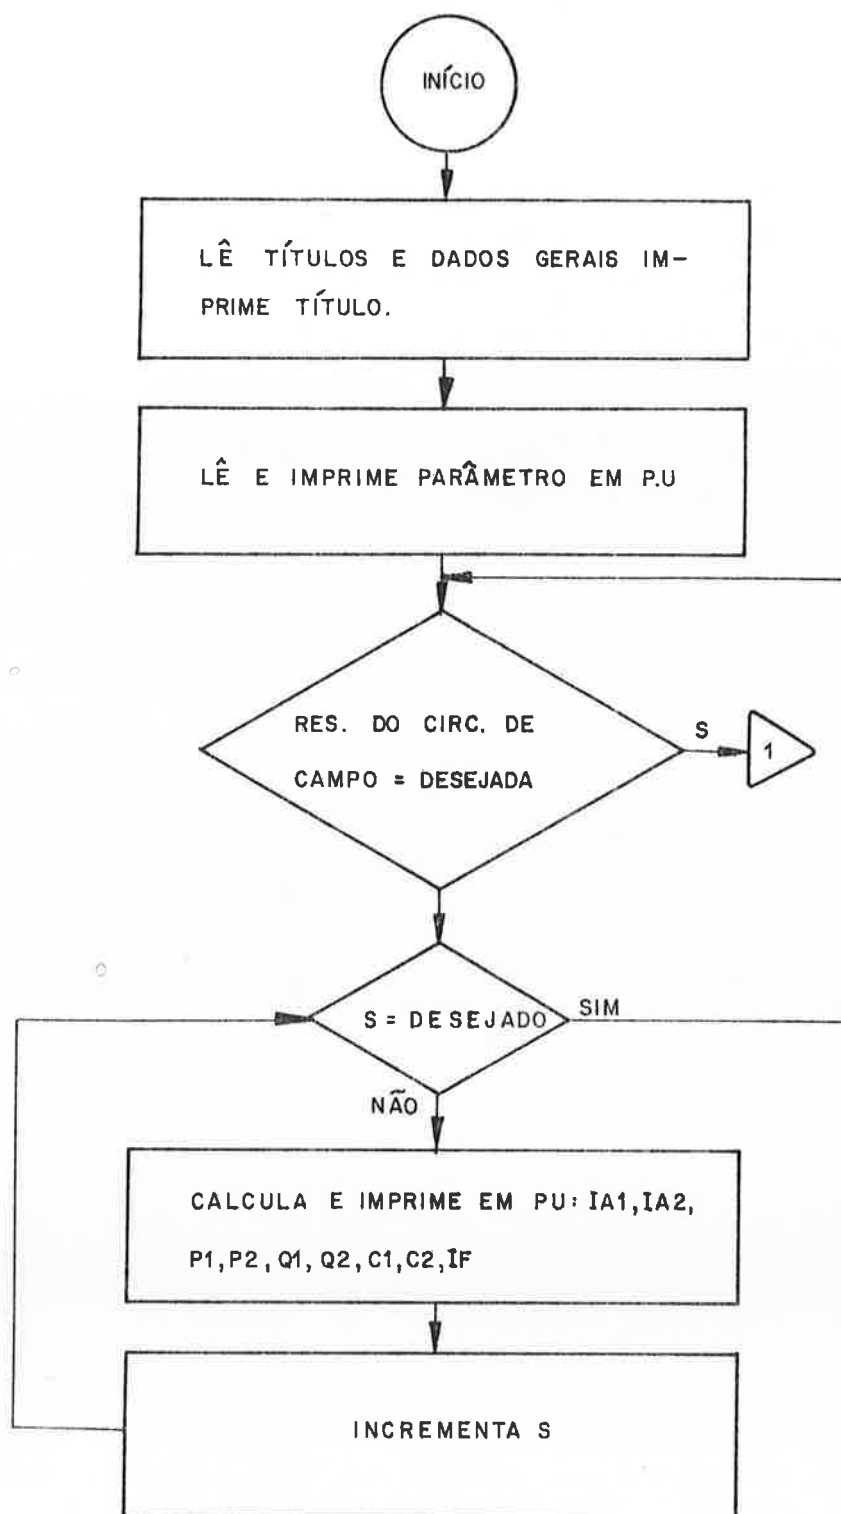 INÍCIO
LÊ TÍTULOS E DADOS GERAIS IM-
PRIME TÍTULO.
LÊ E IMPRIME PARÂMETRO EM P.U
RES. DO CIRC. DE
CAMPO = DESEJADA
S
1
S = DESEJADO
SIM
NÃO
CALCULA E IMPRIME EM PU: IA1, IA2,
P1, P2, Q1, Q2, C1, C2, IF
INCREMENTA S